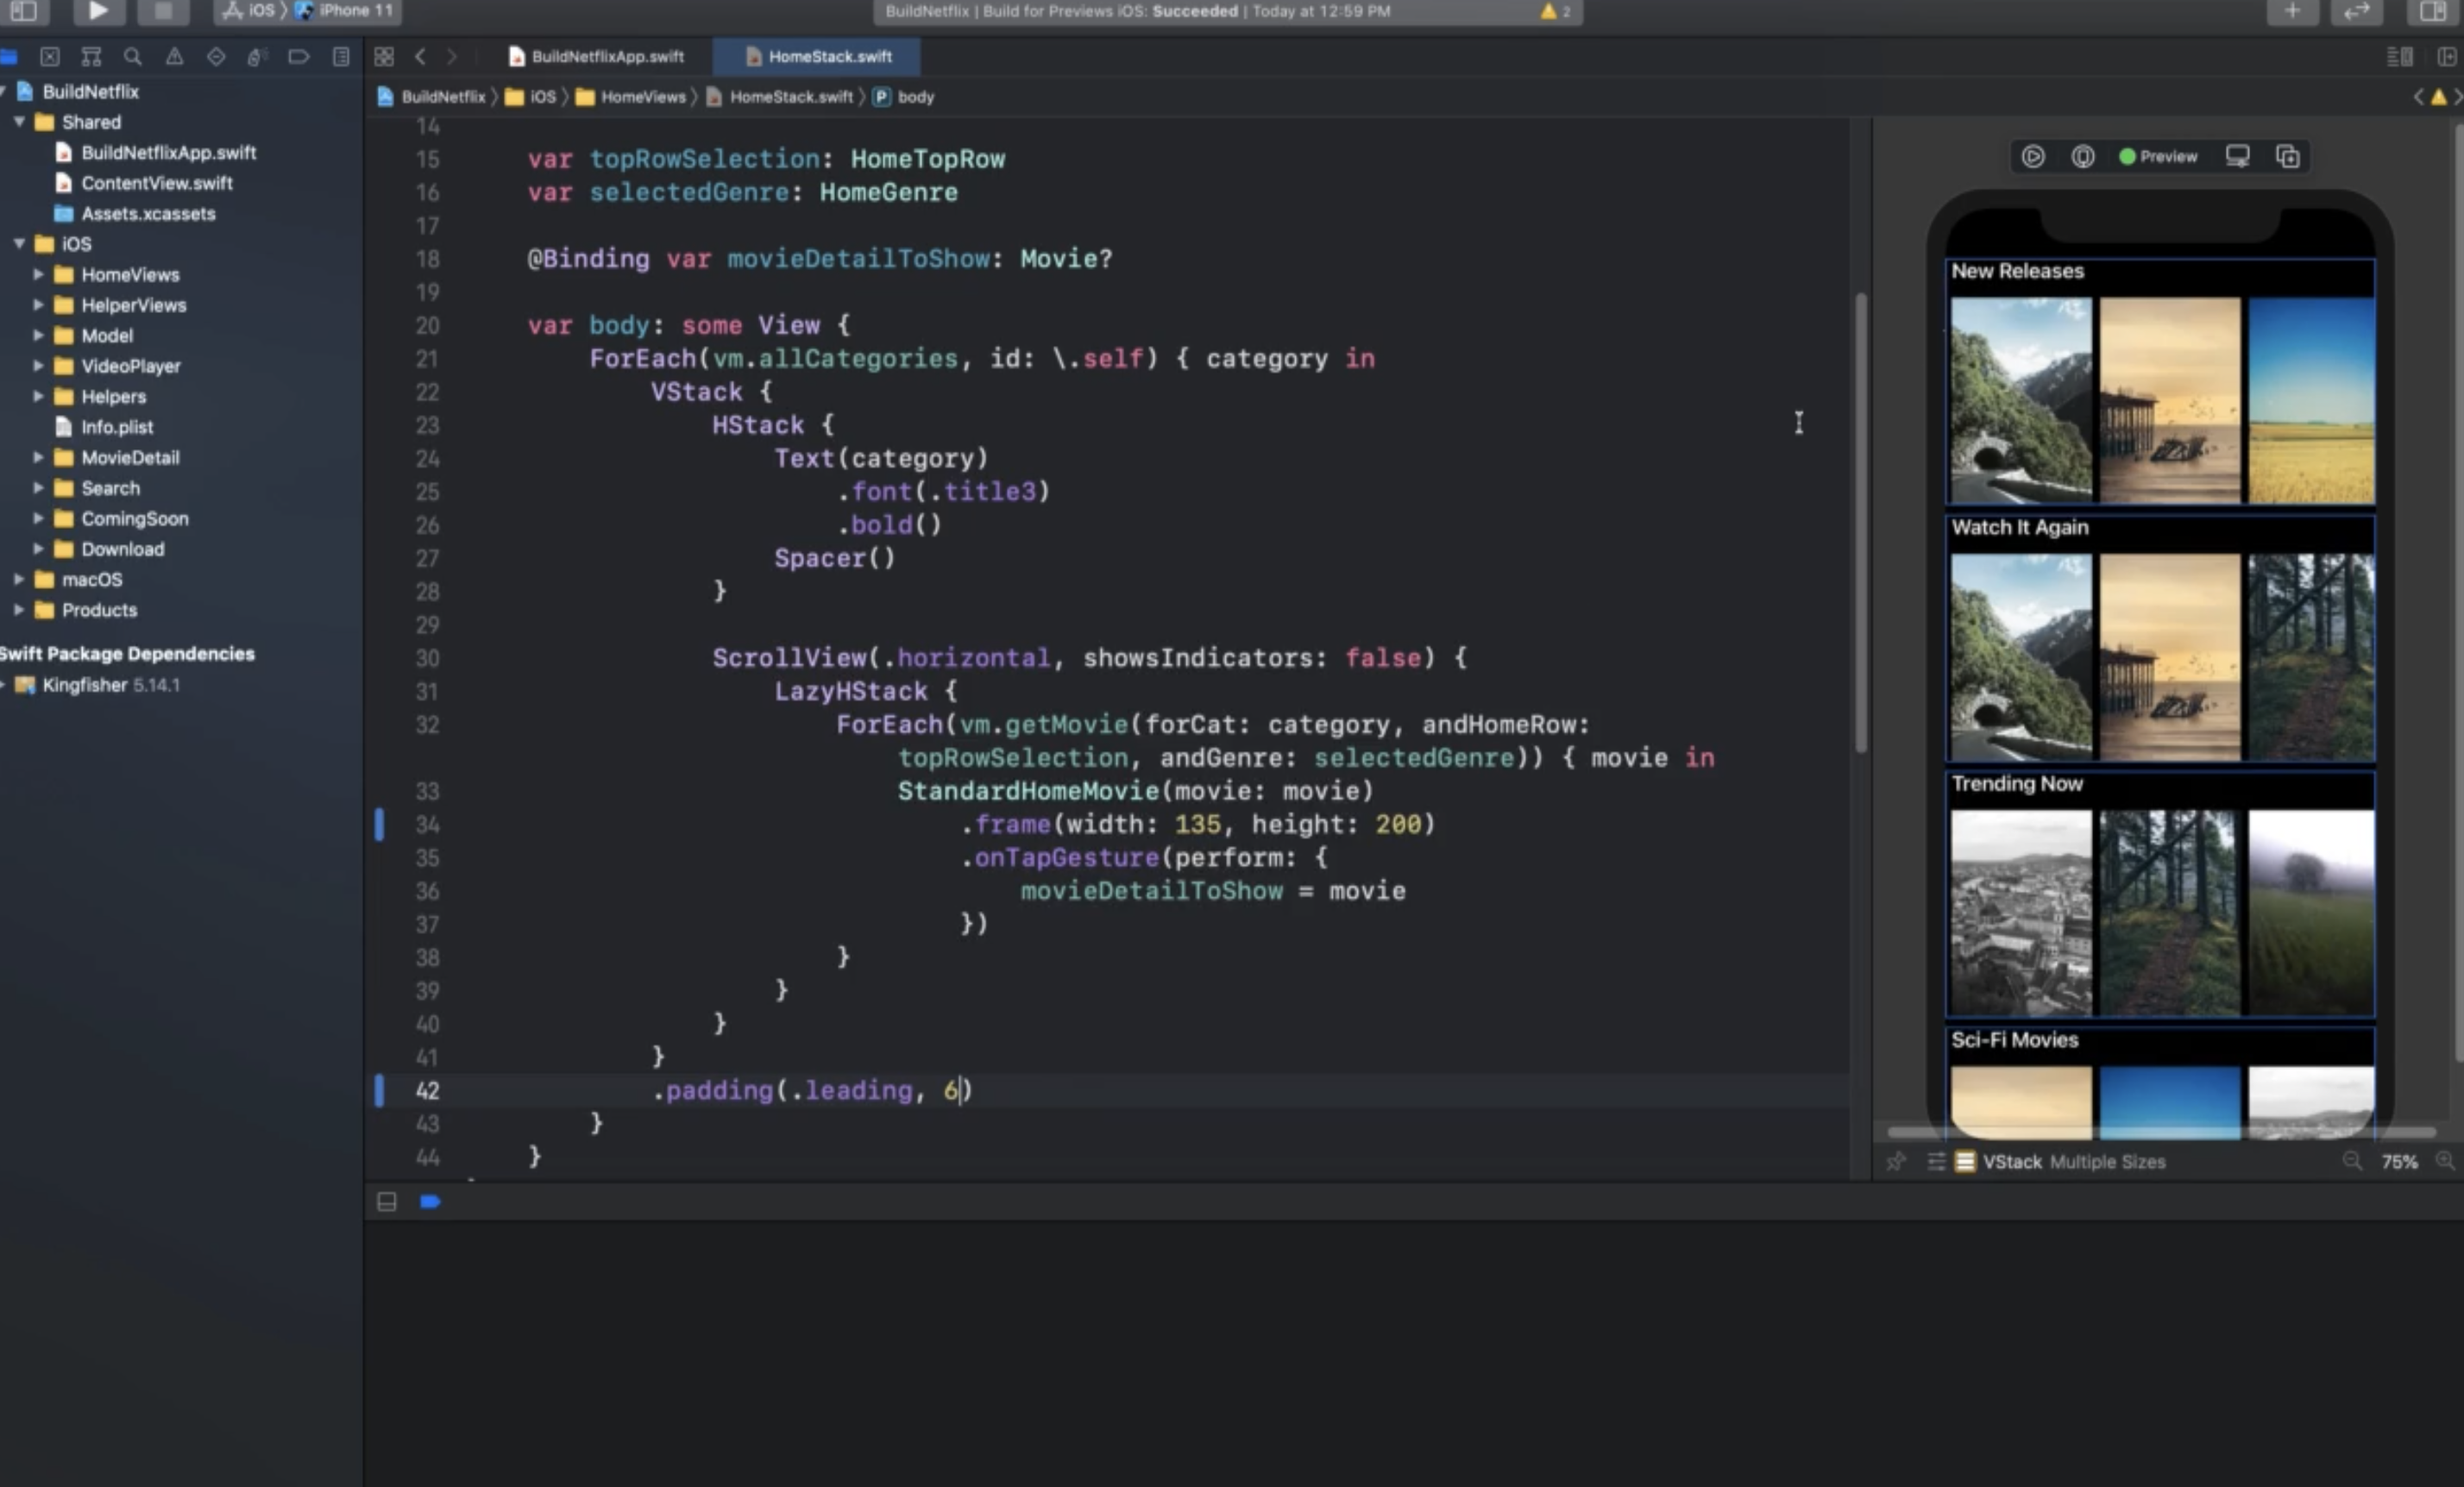 iOS 〉 iPhone 11
BuildNetflix | Build for Previews iOS: Succeeded | Today at 12:59 PM
2
BuildNetflixApp.swift
HomeStack.swift
BuildNetflix 〉 iOS 〉 HomeViews 〉 HomeStack.swift 〉 P body
BuildNetflix
Shared
BuildNetflixApp.swift
ContentView.swift
Assets.xcassets
iOS
HomeViews
HelperViews
Model
VideoPlayer
Helpers
Info.plist
MovieDetail
Search
ComingSoon
Download
macOS
Products
Swift Package Dependencies
Kingfisher 5.14.1
14
15 var topRowSelection: HomeTopRow
16 var selectedGenre: HomeGenre
17
18 @Binding var movieDetailToShow: Movie?
19
20 var body: some View {
21 ForEach(vm.allCategories, id: \.self) { category in
22 VStack {
23 HStack {
24 Text(category)
25 .font(.title3)
26 .bold()
27 Spacer()
28 }
29
30 ScrollView(.horizontal, showsIndicators: false) {
31 LazyHStack {
32 ForEach(vm.getMovie(forCat: category, andHomeRow:
topRowSelection, andGenre: selectedGenre)) { movie in
33 StandardHomeMovie(movie: movie)
34 .frame(width: 135, height: 200)
35 .onTapGesture(perform: {
36 movieDetailToShow = movie
37 })
38 }
39 }
40 }
41 }
42 .padding(.leading, 6)
43 }
44 }
Preview
New Releases
Watch It Again
Trending Now
Sci-Fi Movies
VStack Multiple Sizes
75%